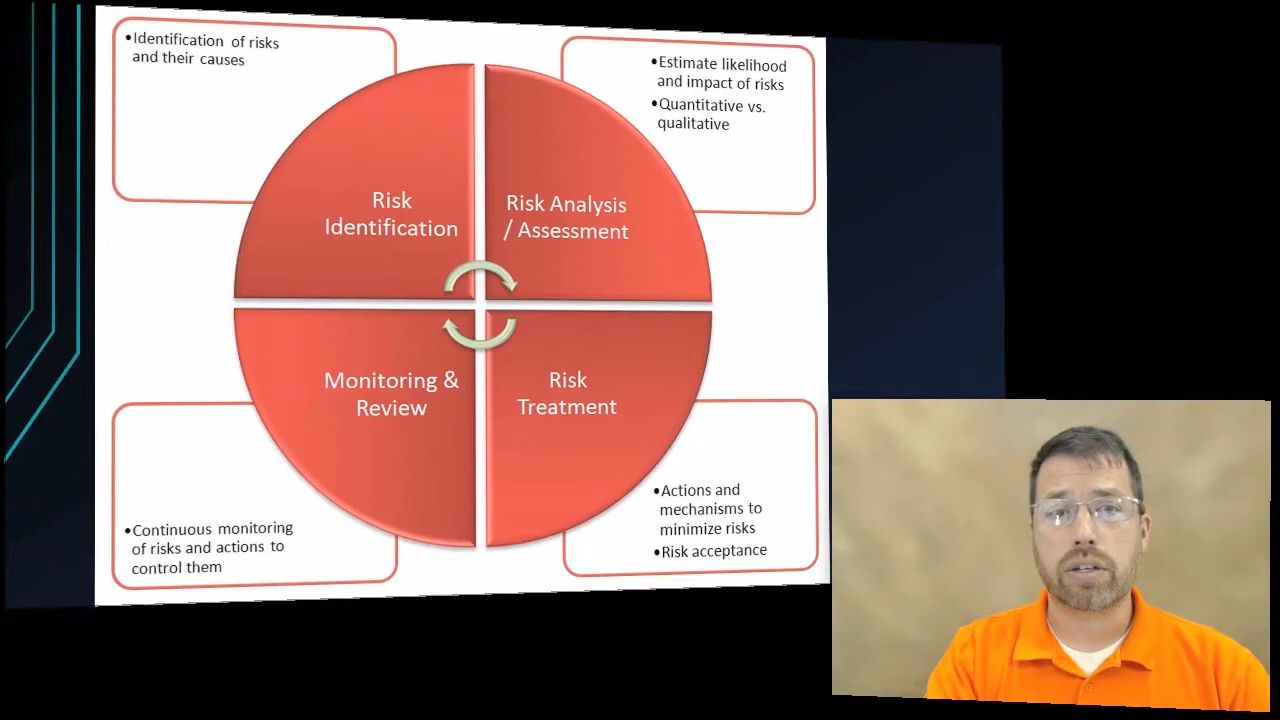 •Identification of risks
and their causes
•Estimate likelihood
and impact of risks
•Quantitative vs.
qualitative
Risk
Identification
Risk Analysis
/ Assessment
Monitoring &
Review
Risk
Treatment
•Continuous monitoring
of risks and actions to
control them
•Actions and
mechanisms to
minimize risks
•Risk acceptance